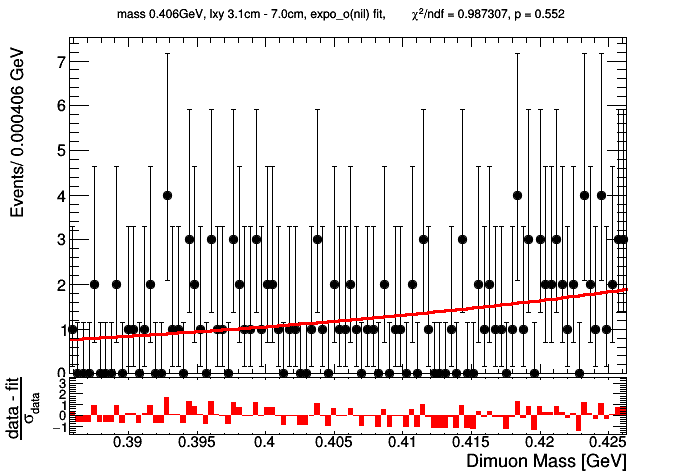 mass 0.406GeV, lxy 3.1cm - 7.0cm, expo_o(nil) fit, χ²/ndf = 0.987307, p = 0.552
Events/ 0.000406 GeV
7
6
5
4
3
2
1
0
data - fit
σdata
3
2
1
0
−1
0.39 0.395 0.4 0.405 0.41 0.415 0.42 0.425
Dimuon Mass [GeV]